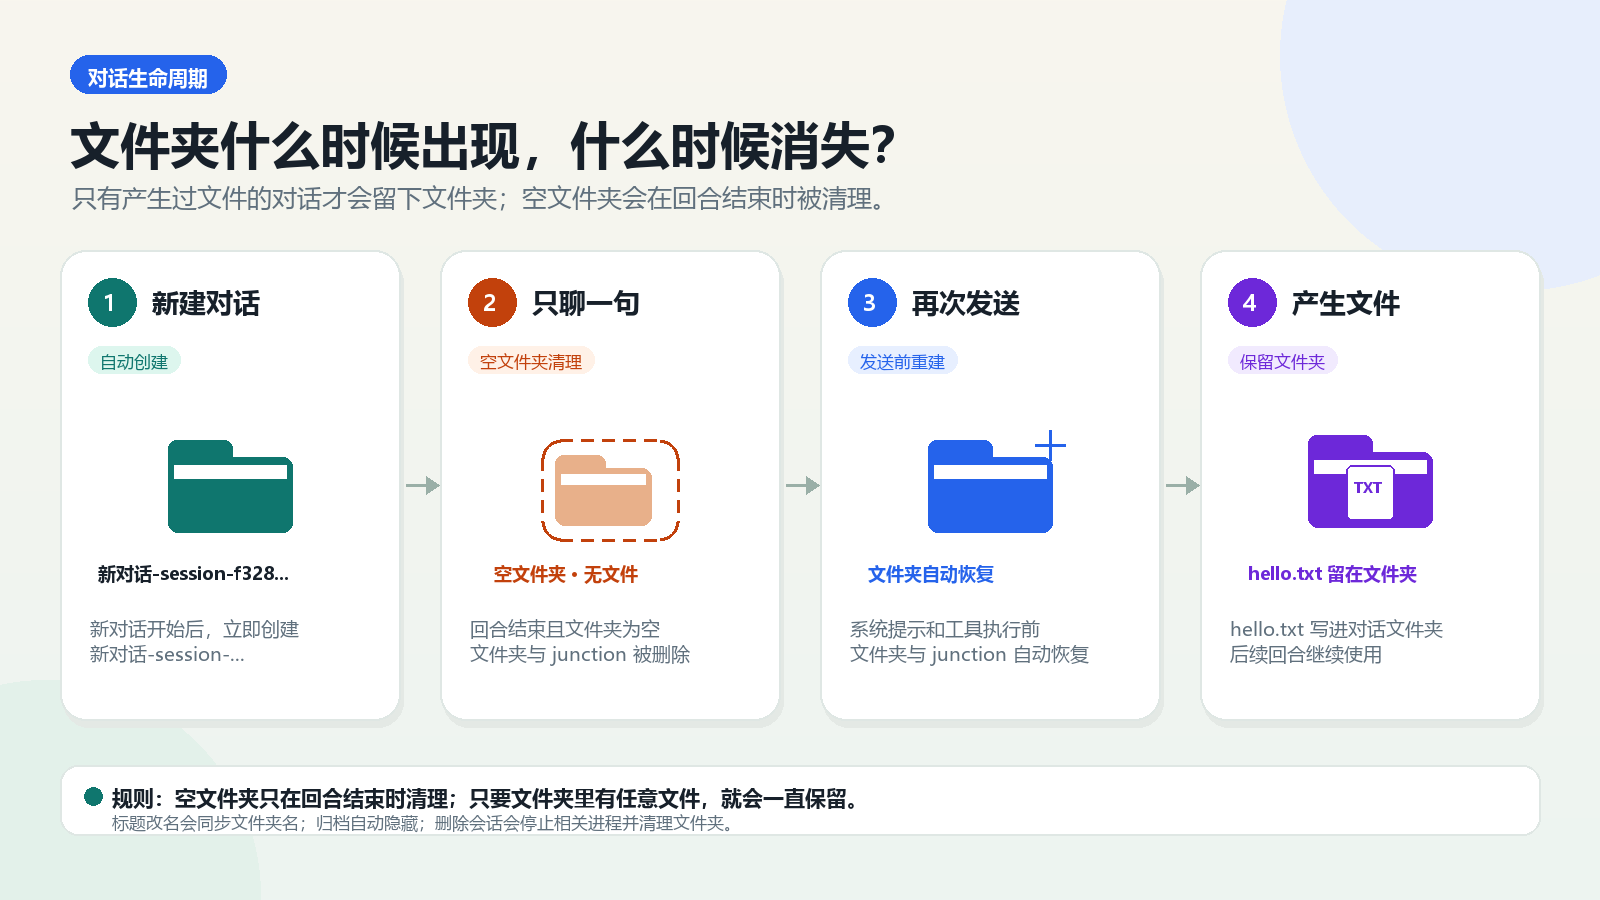 对话生命周期
文件夹什么时候出现，什么时候消失？
只有产生过文件的对话才会留下文件夹；空文件夹会在回合结束时被清理。
1 新建对话
自动创建
新对话-session-f328...
新对话开始后，立即创建
新对话-session-...
2 只聊一句
空文件夹清理
空文件夹·无文件
回合结束且文件夹为空
文件夹与 junction 被删除
3 再次发送
发送前重建
文件夹自动恢复
系统提示和工具执行前
文件夹与 junction 自动恢复
4 产生文件
保留文件夹
TXT
hello.txt 留在文件夹
hello.txt 写进对话文件夹
后续回合继续使用
规则：空文件夹只在回合结束时清理；只要文件夹里有任意文件，就会一直保留。
标题改名会同步文件夹名；归档自动隐藏；删除会话会停止相关进程并清理文件夹。